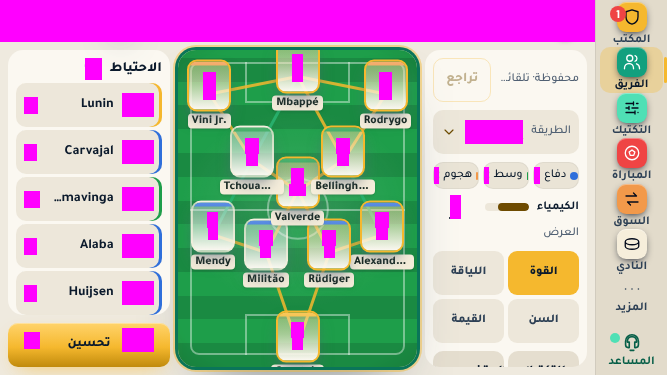 1
المكتب
الفريق
التكتيك
المباراة
السوق
النادي
...
المزيد
المساعد
محفوظة· تلقائ...
تراجع
الطريقة
دفاع
وسط
هجوم
الكيمياء
العرض
القوة
اللياقة
السن
القيمة
Mbappé
Vini Jr.
Rodrygo
Tchoua...
Bellingh...
Valverde
Mendy
Alexand...
Militão
Rüdiger
الاحتياط
Lunin
Carvajal
...mavinga
Alaba
Huijsen
تحسين